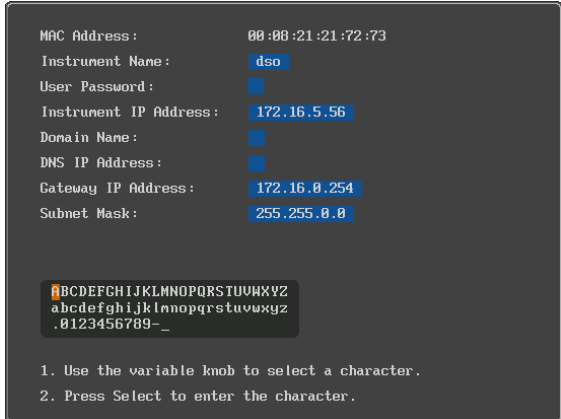 MAC Address: 00:08:21:21:72:73
Instrument Name: dso
User Password:
Instrument IP Address: 172.16.5.56
Domain Name:
DNS IP Address:
Gateway IP Address: 172.16.0.254
Subnet Mask: 255.255.0.0
ABCDEFGHIJKLMNOPQRSTUVWXYZ
abcdefghijklmnopqrstuvwxyz
.0123456789-_
1. Use the variable knob to select a character.
2. Press Select to enter the character.